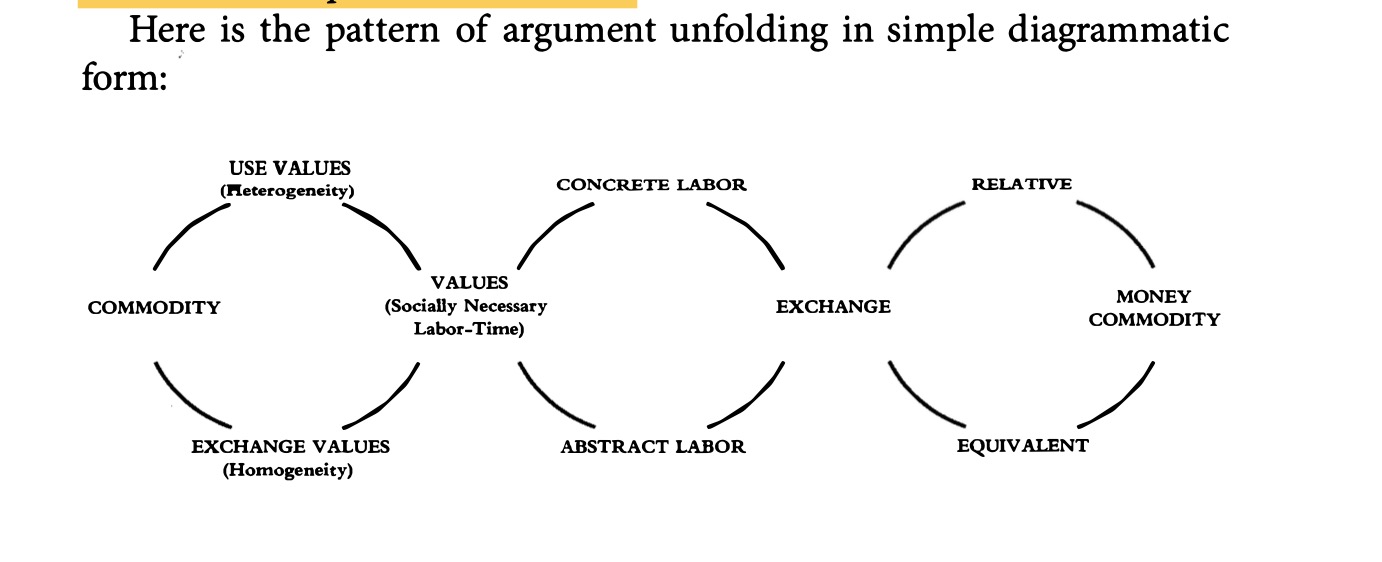 Here is the pattern of argument unfolding in simple diagrammatic
form:
USE VALUES
(Heterogeneity)
CONCRETE LABOR
RELATIVE
COMMODITY
VALUES
(Socially Necessary
Labor-Time)
EXCHANGE
MONEY
COMMODITY
EXCHANGE VALUES
(Homogeneity)
ABSTRACT LABOR
EQUIVALENT